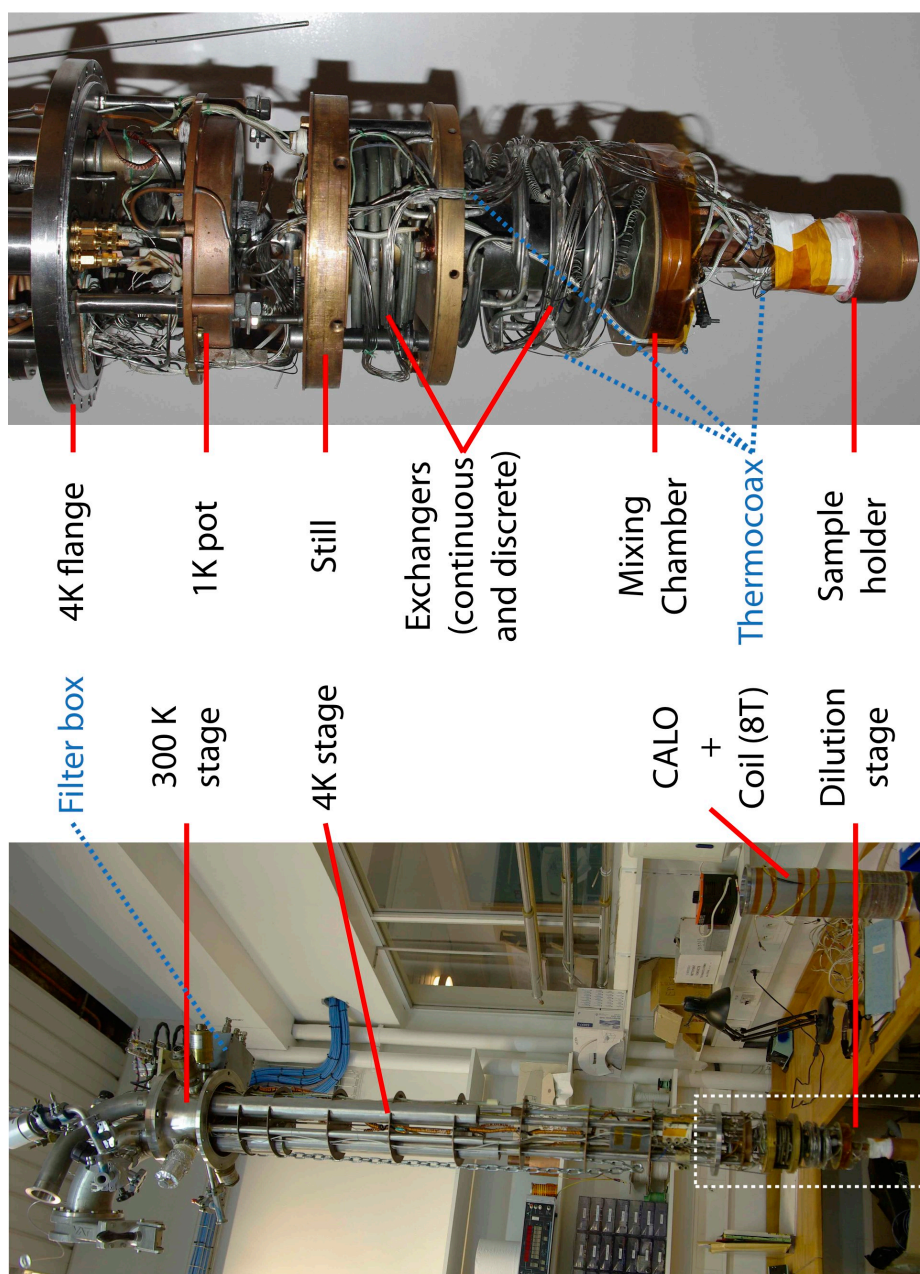 4K flange
1K pot
Still
Exchangers
(continuous
and discrete)
Mixing
Chamber
Thermocoax
Sample
holder
Filter box
300 K
stage
4K stage
CALO
+
Coil (8T)
Dilution
stage